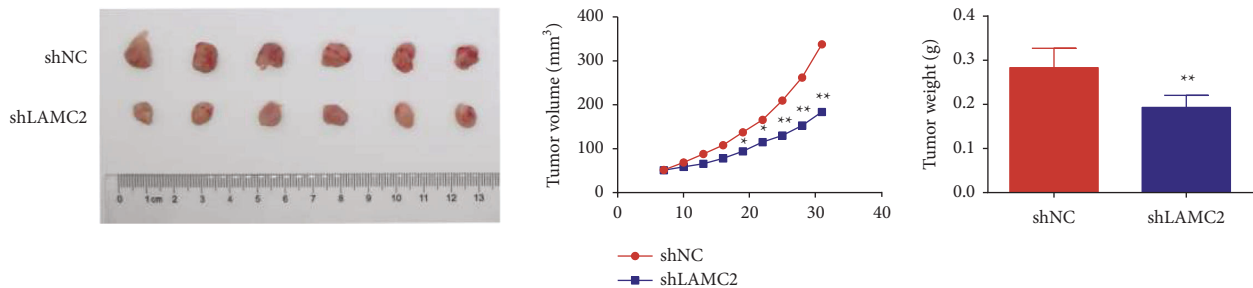 shNC
shLAMC2
0 1cm 2 3 4 5 6 7 8 9 10 11 12 13
Tumor volume (mm³)
400
300
200
100
0
0 10 20 30 40
*
*
**
**
**
shNC
shLAMC2
Tumor weight (g)
0.4
0.3
0.2
0.1
0.0
**
shNC shLAMC2